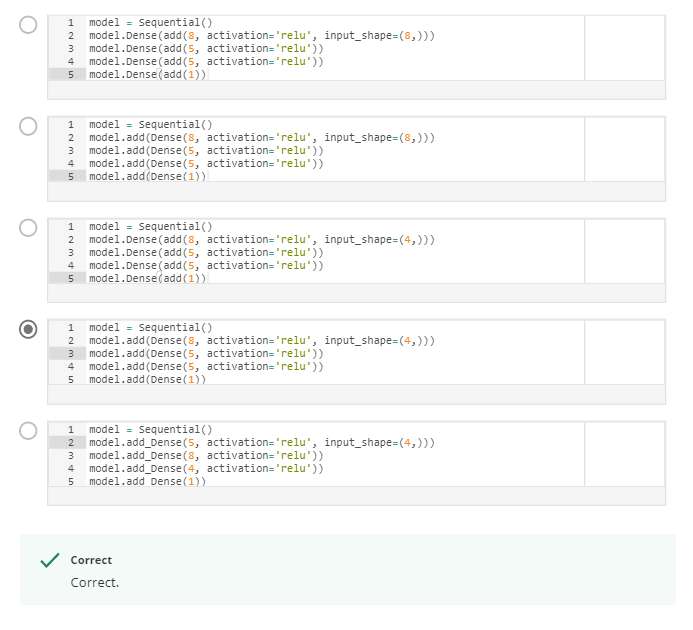 1 model = Sequential()
2 model.Dense(add(8, activation='relu', input_shape=(8,)))
3 model.Dense(add(5, activation='relu'))
4 model.Dense(add(5, activation='relu'))
5 model.Dense(add(1))
1 model = Sequential()
2 model.add(Dense(8, activation='relu', input_shape=(8,)))
3 model.add(Dense(5, activation='relu'))
4 model.add(Dense(5, activation='relu'))
5 model.add(Dense(1))
1 model = Sequential()
2 model.Dense(add(8, activation='relu', input_shape=(4,)))
3 model.Dense(add(5, activation='relu'))
4 model.Dense(add(5, activation='relu'))
5 model.Dense(add(1))
1 model = Sequential()
2 model.add(Dense(8, activation='relu', input_shape=(4,)))
3 model.add(Dense(5, activation='relu'))
4 model.add(Dense(5, activation='relu'))
5 model.add(Dense(1))
1 model = Sequential()
2 model.add_Dense(5, activation='relu', input_shape=(4,)))
3 model.add_Dense(8, activation='relu'))
4 model.add_Dense(4, activation='relu'))
5 model.add Dense(1))
Correct
Correct.